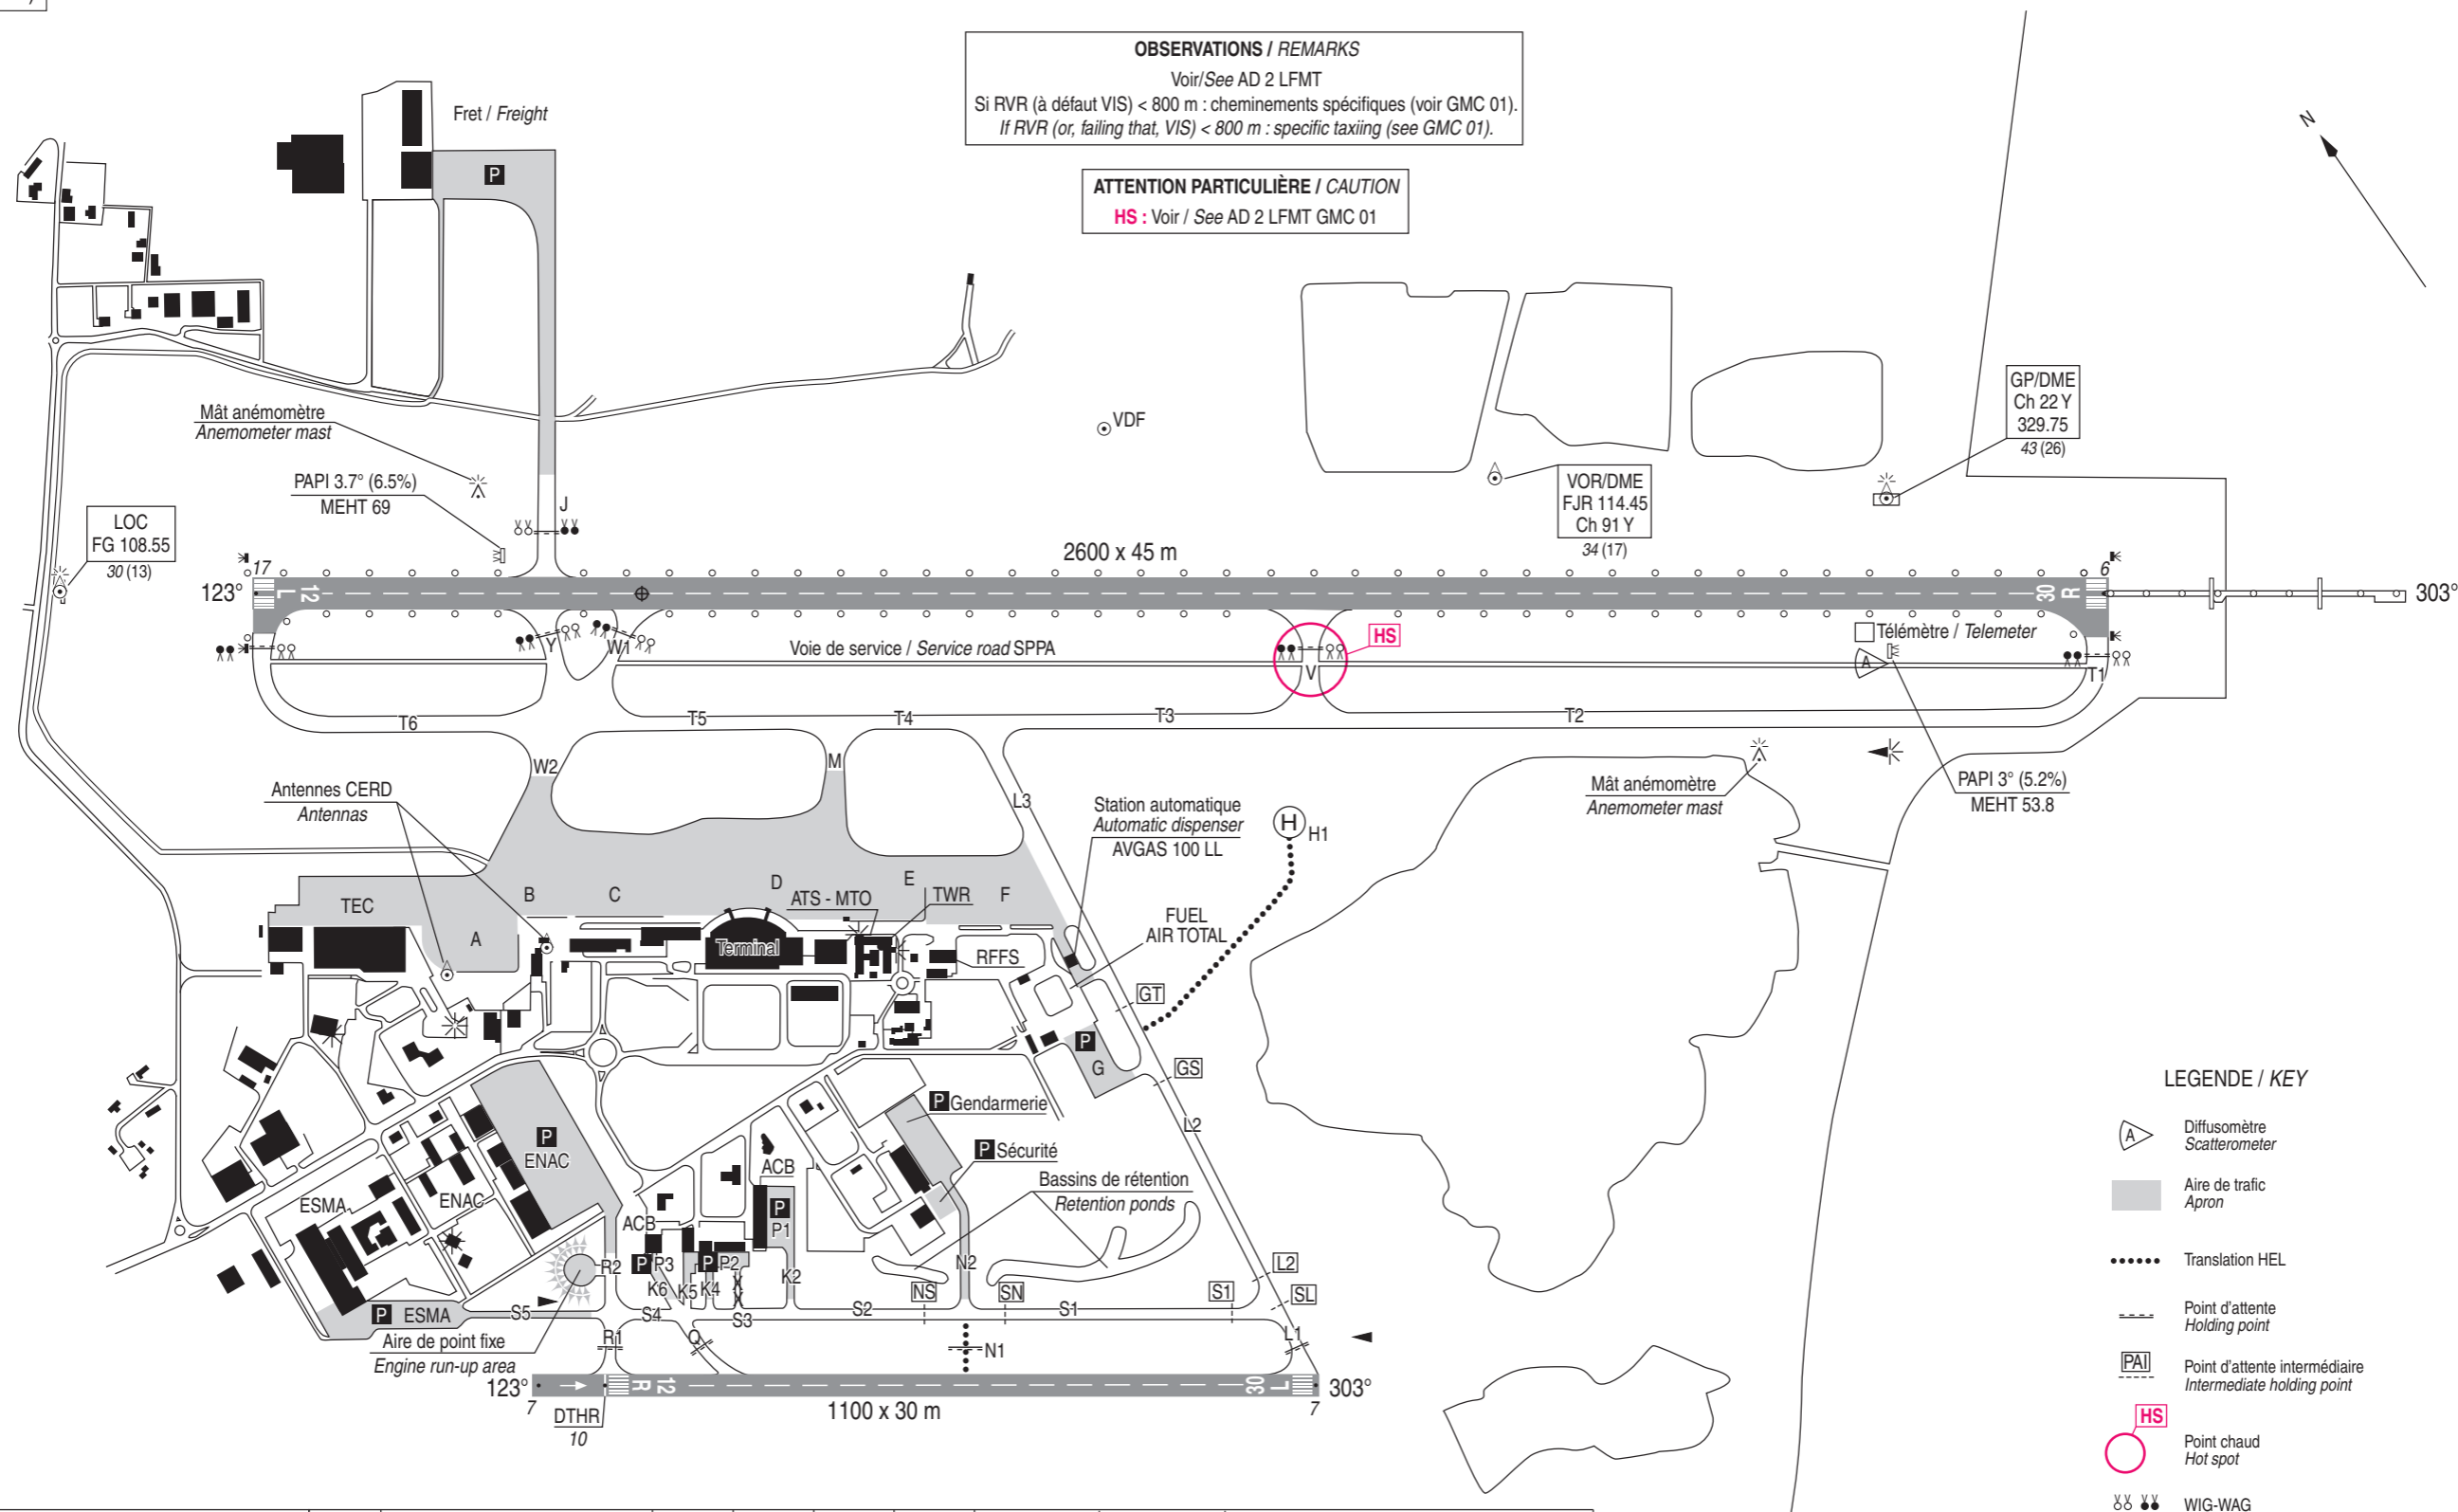 OBSERVATIONS / REMARKS
Voir/See AD 2 LFMT
Si RVR (à défaut VIS) < 800 m : cheminements spécifiques (voir GMC 01).
If RVR (or, failing that, VIS) < 800 m : specific taxiing (see GMC 01).
ATTENTION PARTICULIÈRE / CAUTION
HS : Voir / See AD 2 LFMT GMC 01
N
Fret / Freight
P
Mât anémomètre
Anemometer mast
PAPI 3.7° (6.5%)
MEHT 69
J
LOC
FG 108.55
30 (13)
VDF
VOR/DME
FJR 114.45
Ch 91 Y
34 (17)
GP/DME
Ch 22 Y
329.75
43 (26)
2600 x 45 m
123°
17
L
12
30
R
6
303°
Y
W1
Voie de service / Service road SPPA
HS
V
Télémètre / Telemeter
A
T1
T6
T5
T4
T3
T2
W2
M
L3
Antennes CERD
Antennas
Station automatique
Automatic dispenser
AVGAS 100 LL
H
H1
Mât anémomètre
Anemometer mast
PAPI 3° (5.2%)
MEHT 53.8
TEC
A
B
C
D
E
F
ATS - MTO
TWR
Terminal
RFFS
FUEL
AIR TOTAL
GT
P
G
GS
L2
P Gendarmerie
P Sécurité
Bassins de rétention
Retention ponds
P
ENAC
ENAC
ESMA
ACB
P
P1
ACB
R2
P P3
P P2
K6
K5
K4
K2
N2
NS
SN
S1
L2
SL
P ESMA
S5
S4
S3
S2
S1
Aire de point fixe
Engine run-up area
R1
Q
N1
L1
123°
7
DTHR
10
R
12
30
L
303°
7
1100 x 30 m
LEGENDE / KEY
A
Diffusomètre
Scatterometer
Aire de trafic
Apron
Translation HEL
Point d'attente
Holding point
PAI
Point d'attente intermédiaire
Intermediate holding point
HS
Point chaud
Hot spot
WIG-WAG